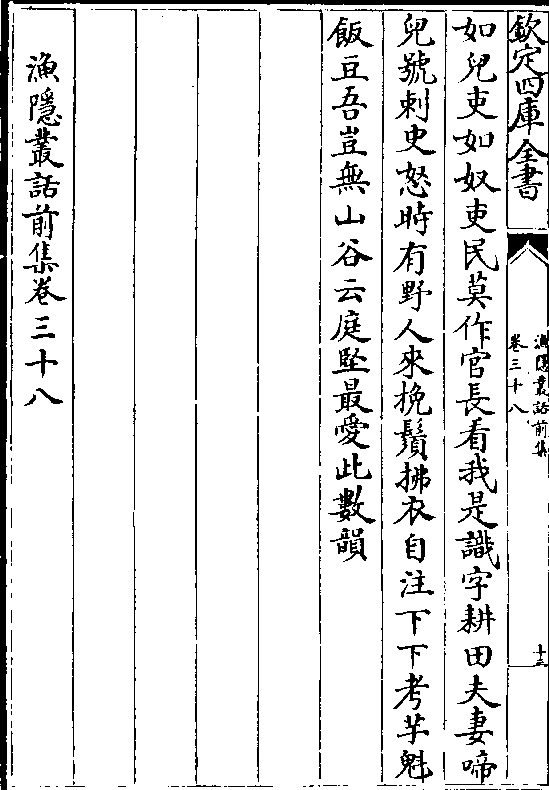 欽定四庫全書
漁隱叢話前集
卷三十八
十三
如兒吏如奴吏民莫作官長看我是識字耕田夫妻啼
兒號刺史怒時有野人來挽鬚拂衣自注下下考芋魁
飯豆吾豈無山谷云庭堅最愛此數韻
漁隱叢話前集卷三十八